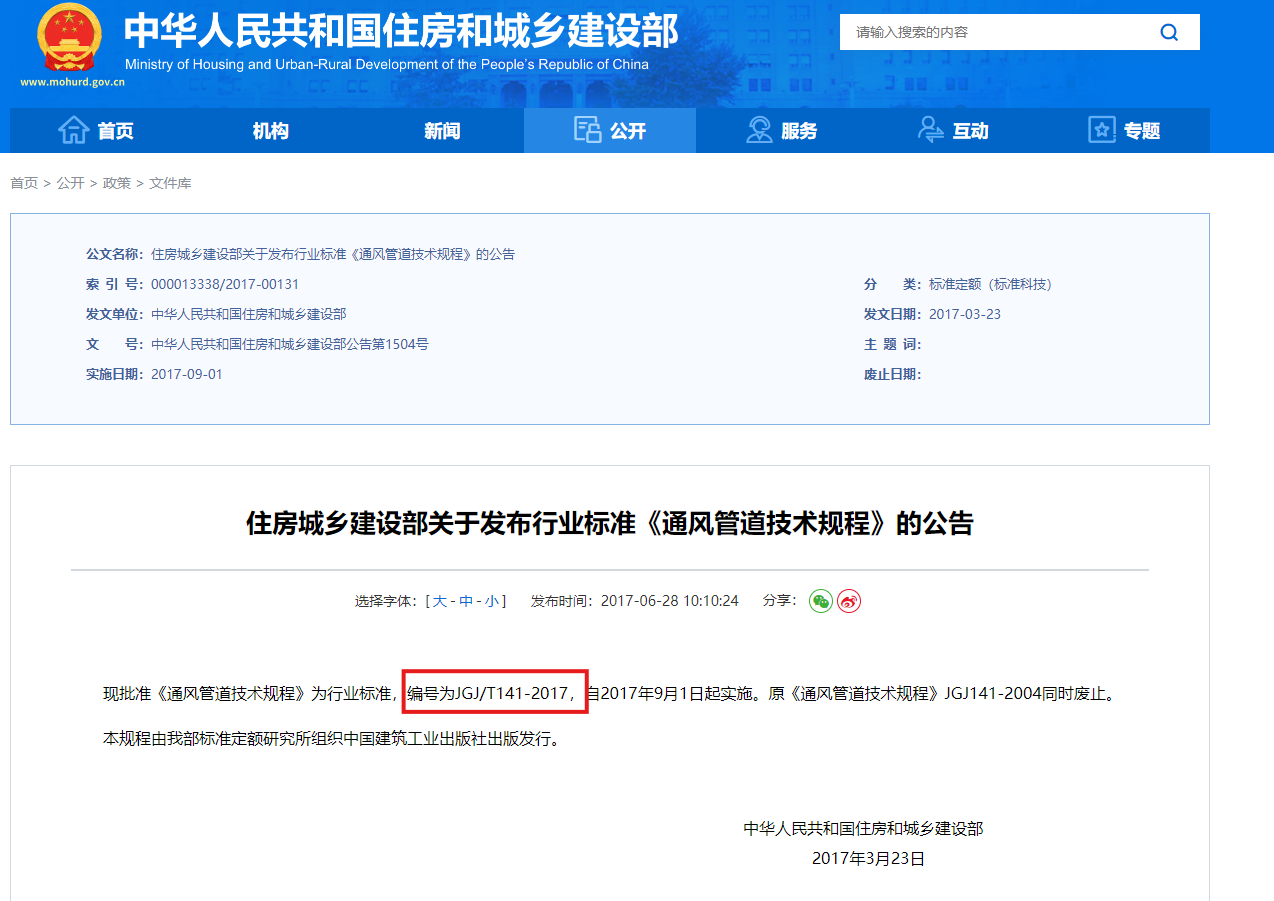 中华人民共和国住房和城乡建设部
Ministry of Housing and Urban-Rural Development of the People's Republic of China
www.mohurd.gov.cn
请输入搜索的内容
首页 机构 新闻 公开 服务 互动 专题
首页 > 公开 > 政策 > 文件库
公文名称：住房城乡建设部关于发布行业标准《通风管道技术规程》的公告
索 引 号：000013338/2017-00131 分 类：标准定额（标准科技）
发文单位：中华人民共和国住房和城乡建设部 发文日期：2017-03-23
文 号：中华人民共和国住房和城乡建设部公告第1504号 主 题 词：
实施日期：2017-09-01 废止日期：
住房城乡建设部关于发布行业标准《通风管道技术规程》的公告
选择字体：[ 大 - 中 - 小 ] 发布时间：2017-06-28 10:10:24 分享：
现批准《通风管道技术规程》为行业标准，编号为JGJ/T141-2017，自2017年9月1日起实施。原《通风管道技术规程》JGJ141-2004同时废止。
本规程由我部标准定额研究所组织中国建筑工业出版社出版发行。
中华人民共和国住房和城乡建设部
2017年3月23日